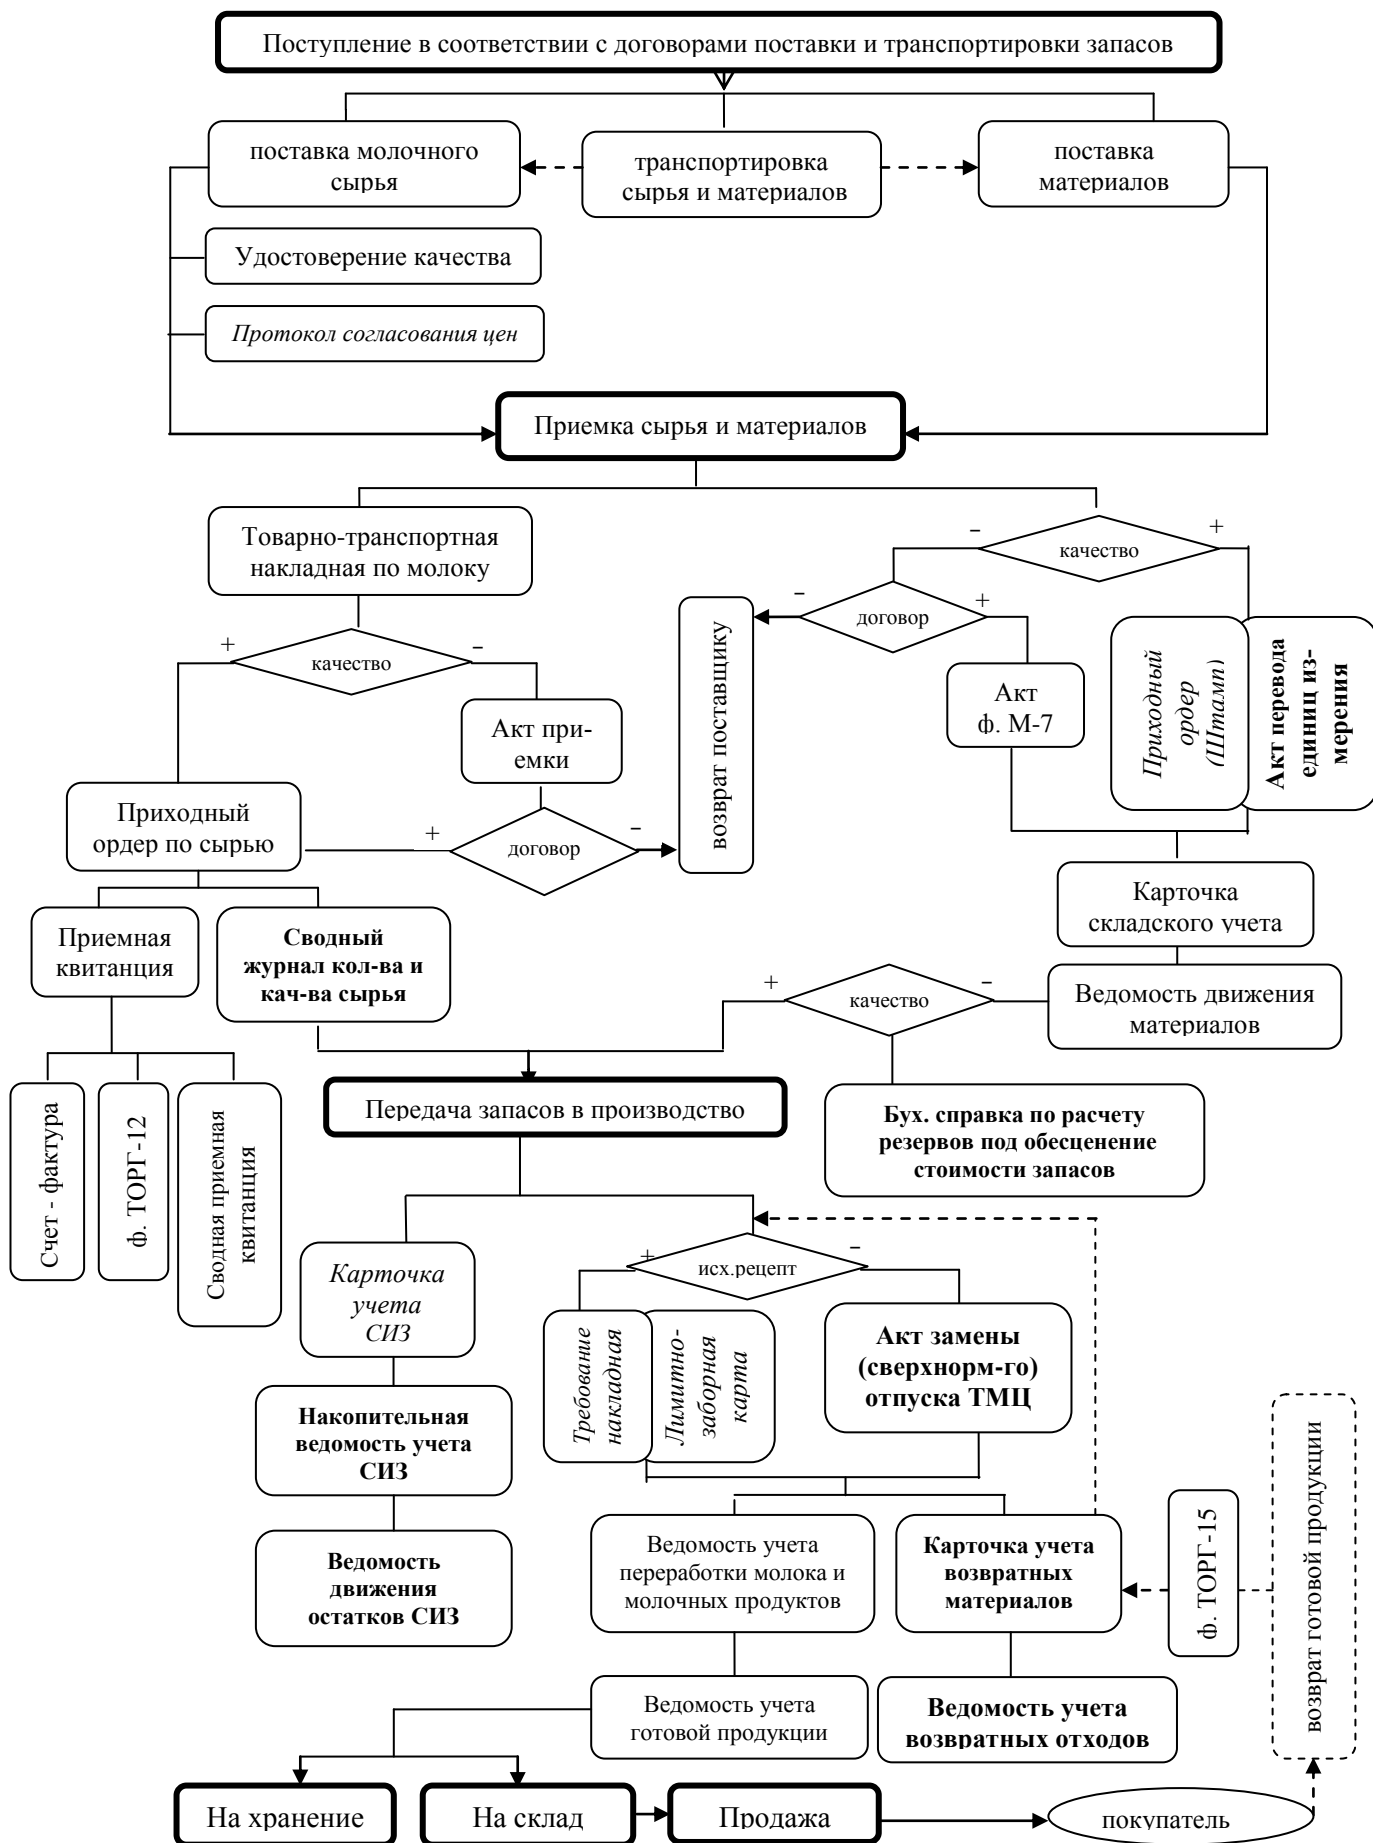 Поступление в соответствии с договорами поставки и транспортировки запасов
поставка молочного
сырья
транспортировка
сырья и материалов
поставка
материалов
Удостоверение качества
Протокол согласования цен
Приемка сырья и материалов
Товарно-транспортная
накладная по молоку
–
+
качество
–
+
договор
+
–
качество
возврат поставщику
Акт
ф. М-7
Приходный
ордер
(Штамп)
Акт перевода
единиц из-
мерения
Акт при-
емки
Приходный
ордер по сырью
+
–
договор
Карточка
складского учета
Приемная
квитанция
Сводный
журнал кол-ва и
кач-ва сырья
+
–
качество
Ведомость движения
материалов
Счет - фактура
ф. ТОРГ-12
Сводная приемная
квитанция
Передача запасов в производство
Бух. справка по расчету
резервов под обесценение
стоимости запасов
+
–
исх.рецепт
Карточка
учета
СИЗ
Требование
накладная
Лимитно-
заборная
карта
Акт замены
(сверхнорм-го)
отпуска ТМЦ
Накопительная
ведомость учета
СИЗ
Ведомость
движения
остатков СИЗ
Ведомость учета
переработки молока и
молочных продуктов
Карточка учета
возвратных
материалов
ф. ТОРГ-15
возврат готовой продукции
Ведомость учета
готовой продукции
Ведомость учета
возвратных отходов
На хранение
На склад
Продажа
покупатель